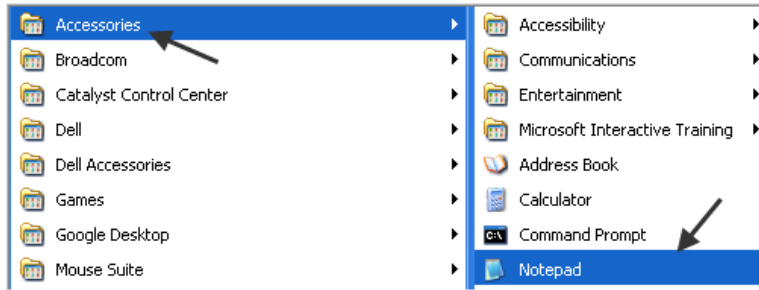 Accessories
Broadcom
Catalyst Control Center
Dell
Dell Accessories
Games
Google Desktop
Mouse Suite
Accessibility
Communications
Entertainment
Microsoft Interactive Training
Address Book
Calculator
C:\
Command Prompt
Notepad